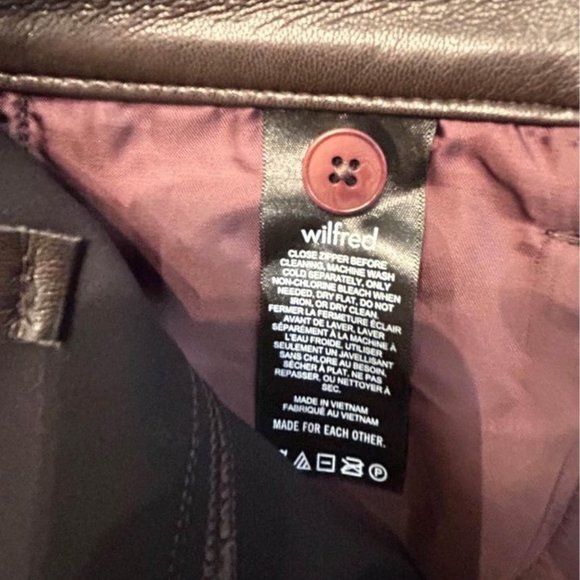 wilfred
CLOSE ZIPPER BEFORE
CLEANING, MACHINE WASH
COLD SEPARATELY, ONLY
NON-CHLORINE BLEACH WHEN
NEEDED, DRY FLAT, DO NOT
IRON, OR DRY CLEAN.
FERMER LA FERMETURE ÉCLAIR
AVANT DE LAVER, LAVER
SÉPARÉMENT À LA MACHINE À
L'EAU FROIDE, UTILISER
SEULEMENT UN JAVELLISANT
SANS CHLORE AU BESOIN,
SÉCHER À PLAT, NE PAS
REPASSER, OU NETTOYER À
SEC.
MADE IN VIETNAM
FABRIQUÉ AU VIETNAM
MADE FOR EACH OTHER.
P